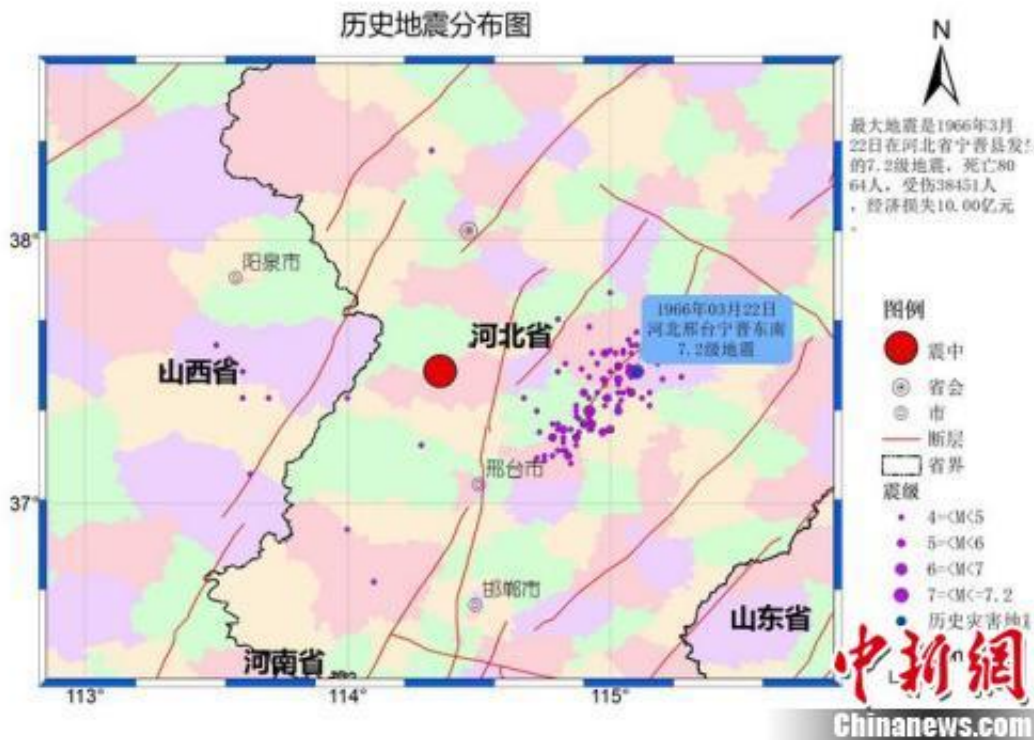 历史地震分布图
N
最大地震是1966年3月
22日在河北省宁晋县发
的7.2级地震，死亡80
64人，受伤38451人
，经济损失10.00亿元
。
38°
阳泉市
1966年03月22日
河北邢台宁晋东南
7.2级地震
河北省
山西省
图例
震中
省会
市
断层
省界
震级
4=<M<5
5=<M<6
6=<M<7
7=<M<=7.2
历史灾害地
邢台市
37°
邯郸市
山东省
河南省
113°
114°
115°
中新網
Chinanews.com